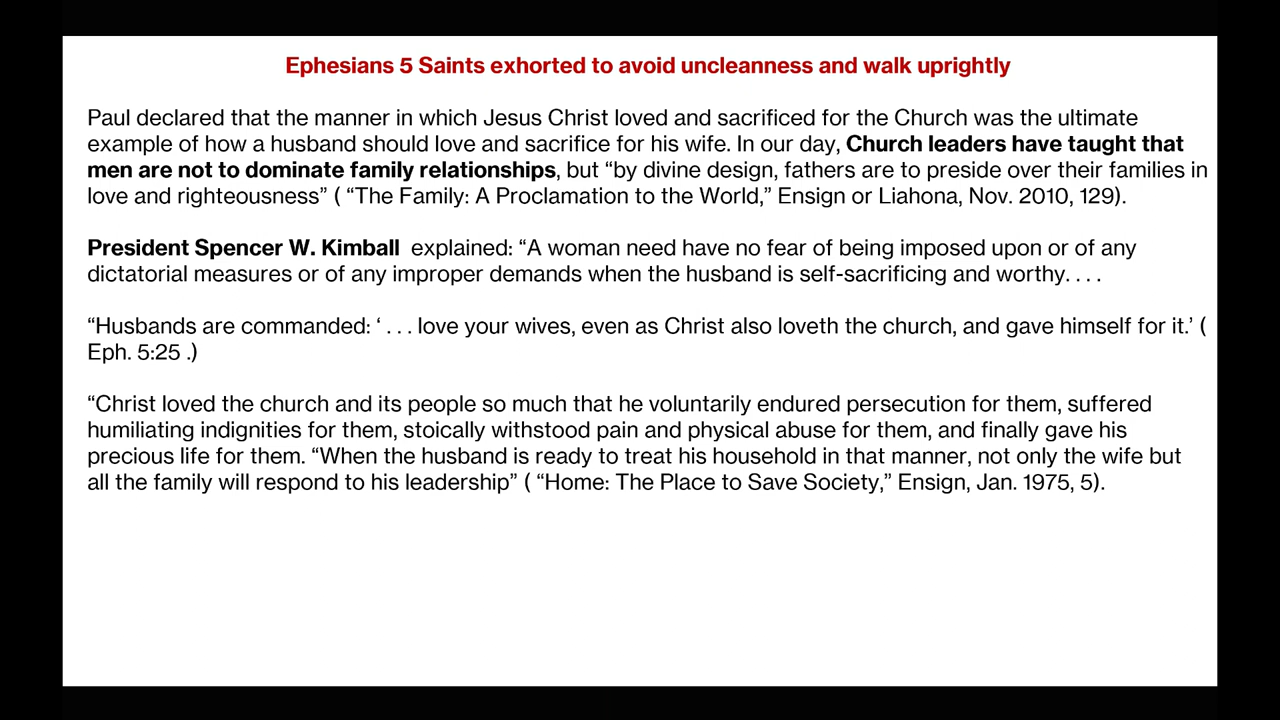 Ephesians 5 Saints exhorted to avoid uncleanness and walk uprightly
Paul declared that the manner in which Jesus Christ loved and sacrificed for the Church was the ultimate
example of how a husband should love and sacrifice for his wife. In our day, Church leaders have taught that
men are not to dominate family relationships, but “by divine design, fathers are to preside over their families in
love and righteousness” ( “The Family: A Proclamation to the World,” Ensign or Liahona, Nov. 2010, 129).
President Spencer W. Kimball explained: “A woman need have no fear of being imposed upon or of any
dictatorial measures or of any improper demands when the husband is self-sacrificing and worthy. . . .
“Husbands are commanded: ‘ . . . love your wives, even as Christ also loveth the church, and gave himself for it.’ (
Eph. 5:25 .)
“Christ loved the church and its people so much that he voluntarily endured persecution for them, suffered
humiliating indignities for them, stoically withstood pain and physical abuse for them, and finally gave his
precious life for them. “When the husband is ready to treat his household in that manner, not only the wife but
all the family will respond to his leadership” ( “Home: The Place to Save Society,” Ensign, Jan. 1975, 5).